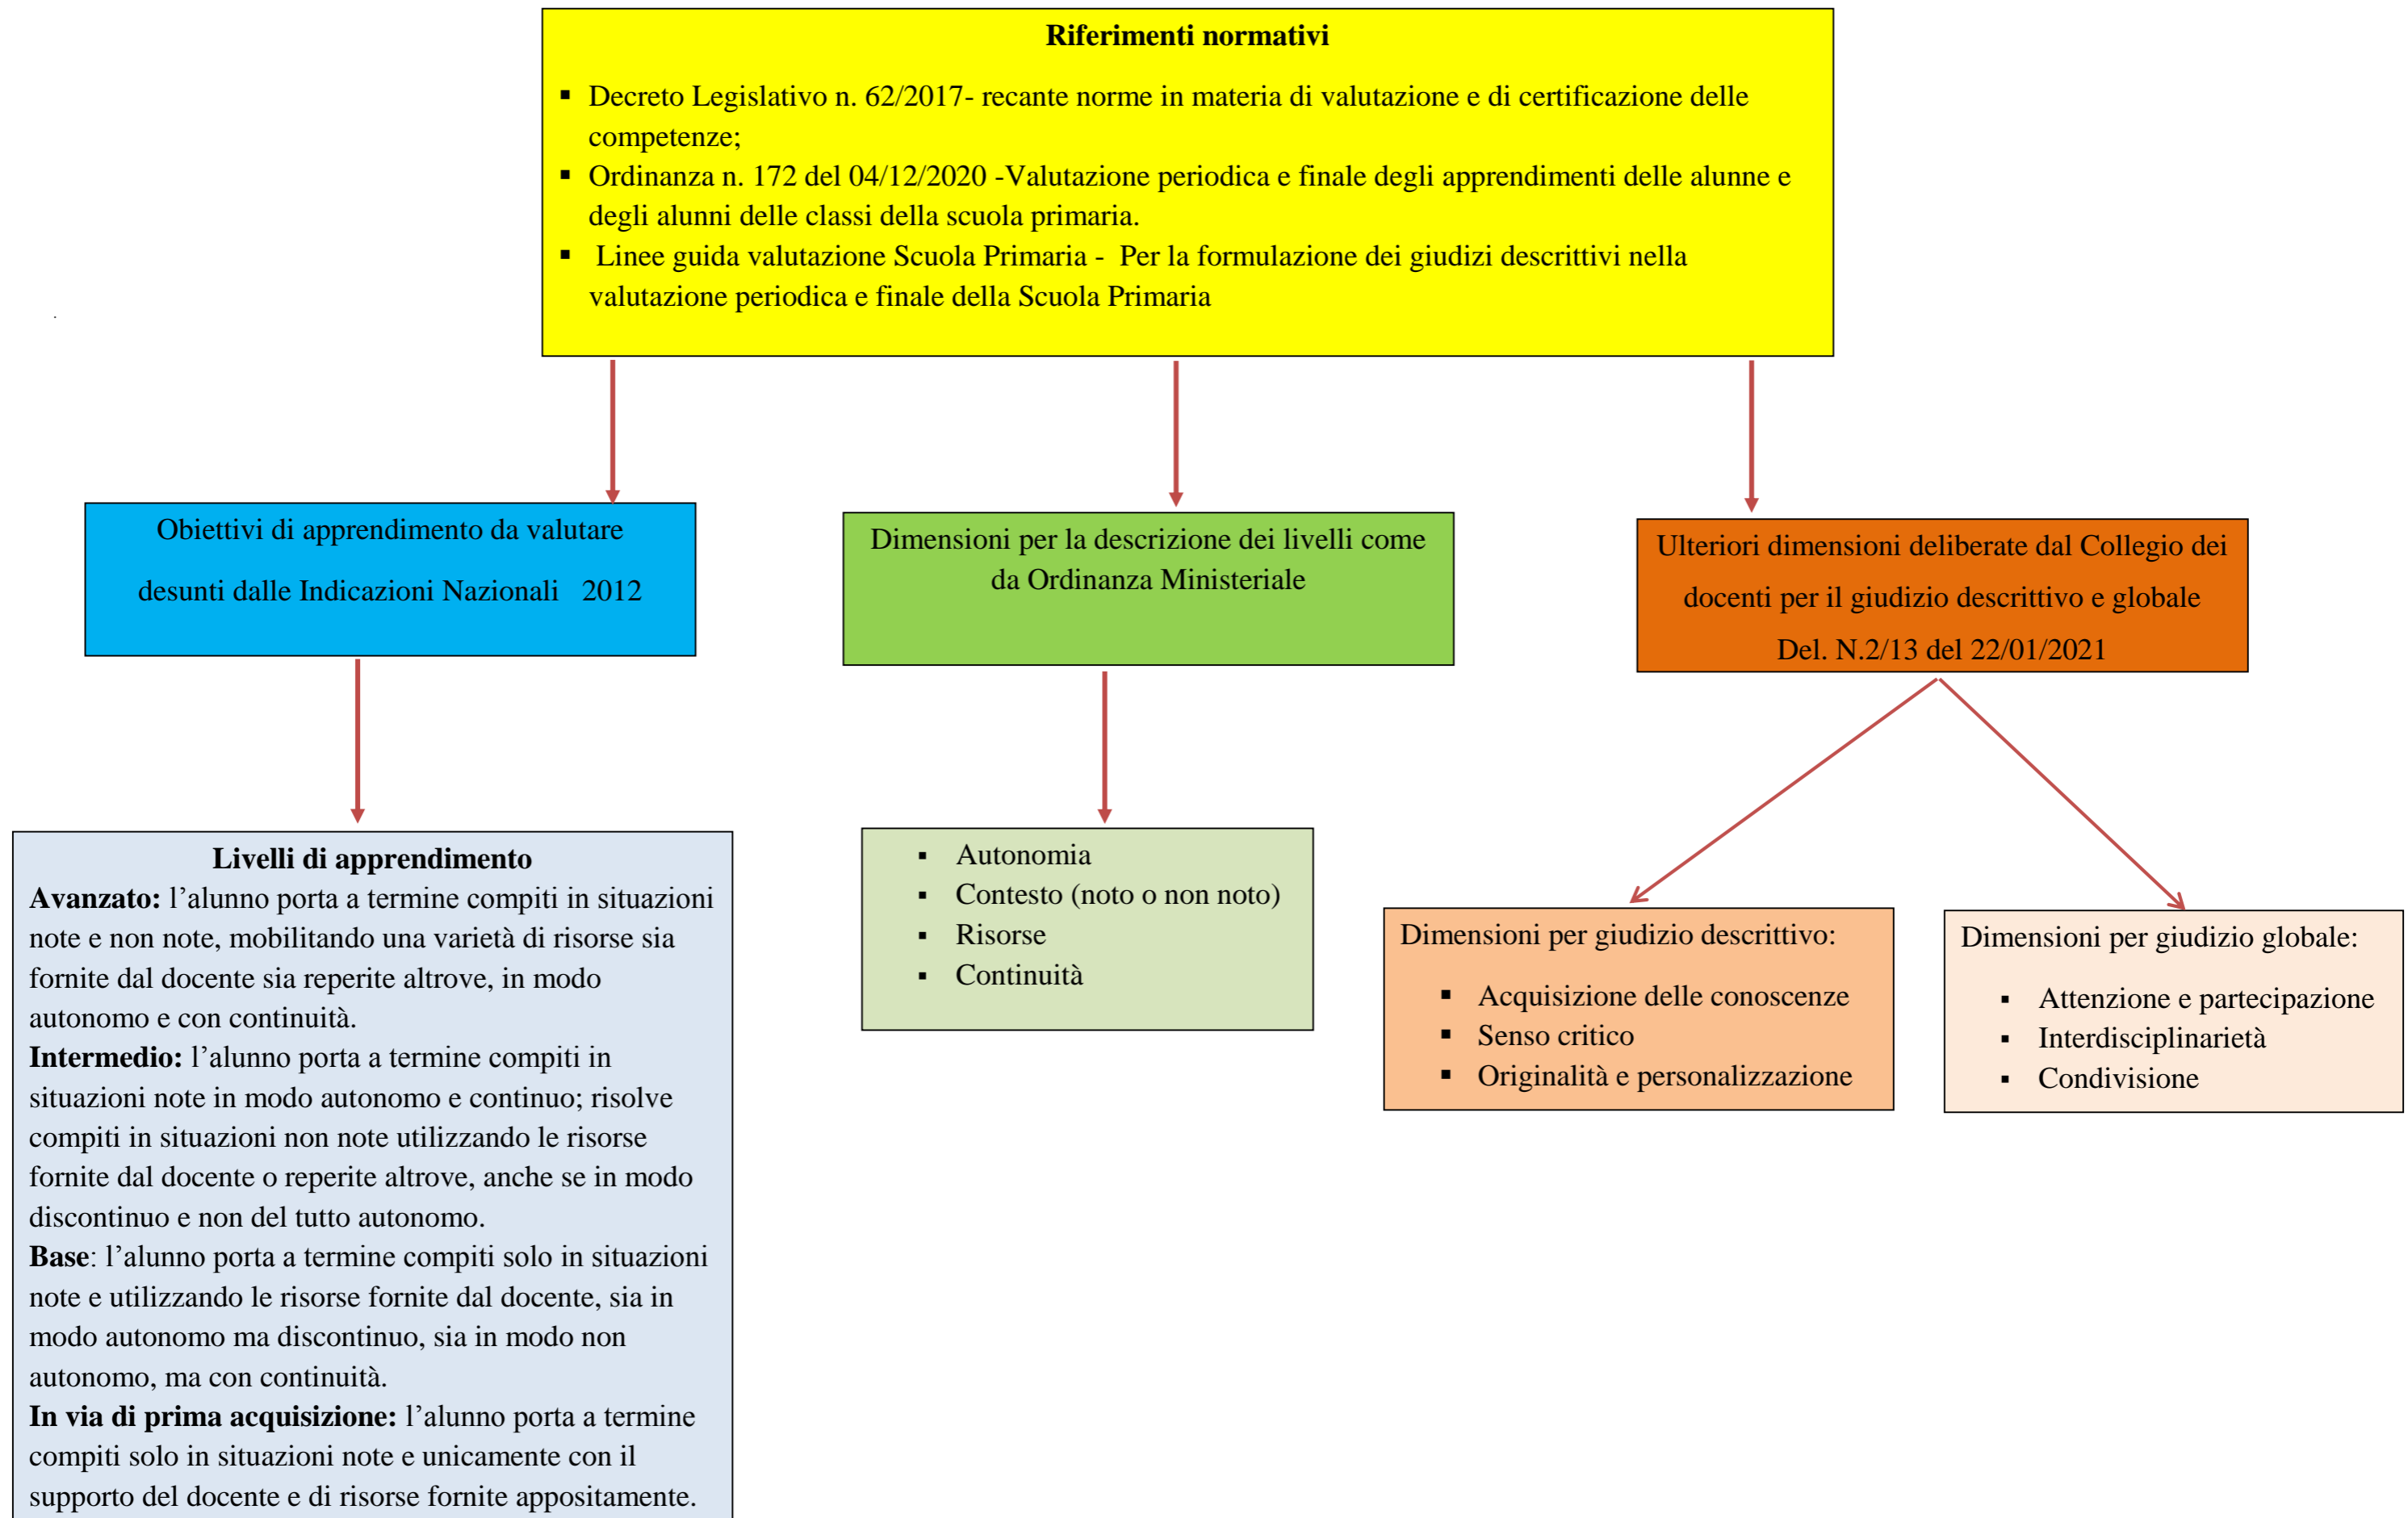 Riferimenti normativi
▪ Decreto Legislativo n. 62/2017- recante norme in materia di valutazione e di certificazione delle
competenze;
▪ Ordinanza n. 172 del 04/12/2020 -Valutazione periodica e finale degli apprendimenti delle alunne e
degli alunni delle classi della scuola primaria.
▪ Linee guida valutazione Scuola Primaria - Per la formulazione dei giudizi descrittivi nella
valutazione periodica e finale della Scuola Primaria
Obiettivi di apprendimento da valutare
desunti dalle Indicazioni Nazionali 2012
Dimensioni per la descrizione dei livelli come
da Ordinanza Ministeriale
Ulteriori dimensioni deliberate dal Collegio dei
docenti per il giudizio descrittivo e globale
Del. N.2/13 del 22/01/2021
Livelli di apprendimento
Avanzato: l’alunno porta a termine compiti in situazioni
note e non note, mobilitando una varietà di risorse sia
fornite dal docente sia reperite altrove, in modo
autonomo e con continuità.
Intermedio: l’alunno porta a termine compiti in
situazioni note in modo autonomo e continuo; risolve
compiti in situazioni non note utilizzando le risorse
fornite dal docente o reperite altrove, anche se in modo
discontinuo e non del tutto autonomo.
Base: l’alunno porta a termine compiti solo in situazioni
note e utilizzando le risorse fornite dal docente, sia in
modo autonomo ma discontinuo, sia in modo non
autonomo, ma con continuità.
In via di prima acquisizione: l’alunno porta a termine
compiti solo in situazioni note e unicamente con il
supporto del docente e di risorse fornite appositamente.
▪ Autonomia
▪ Contesto (noto o non noto)
▪ Risorse
▪ Continuità
Dimensioni per giudizio descrittivo:
▪ Acquisizione delle conoscenze
▪ Senso critico
▪ Originalità e personalizzazione
Dimensioni per giudizio globale:
▪ Attenzione e partecipazione
▪ Interdisciplinarietà
▪ Condivisione